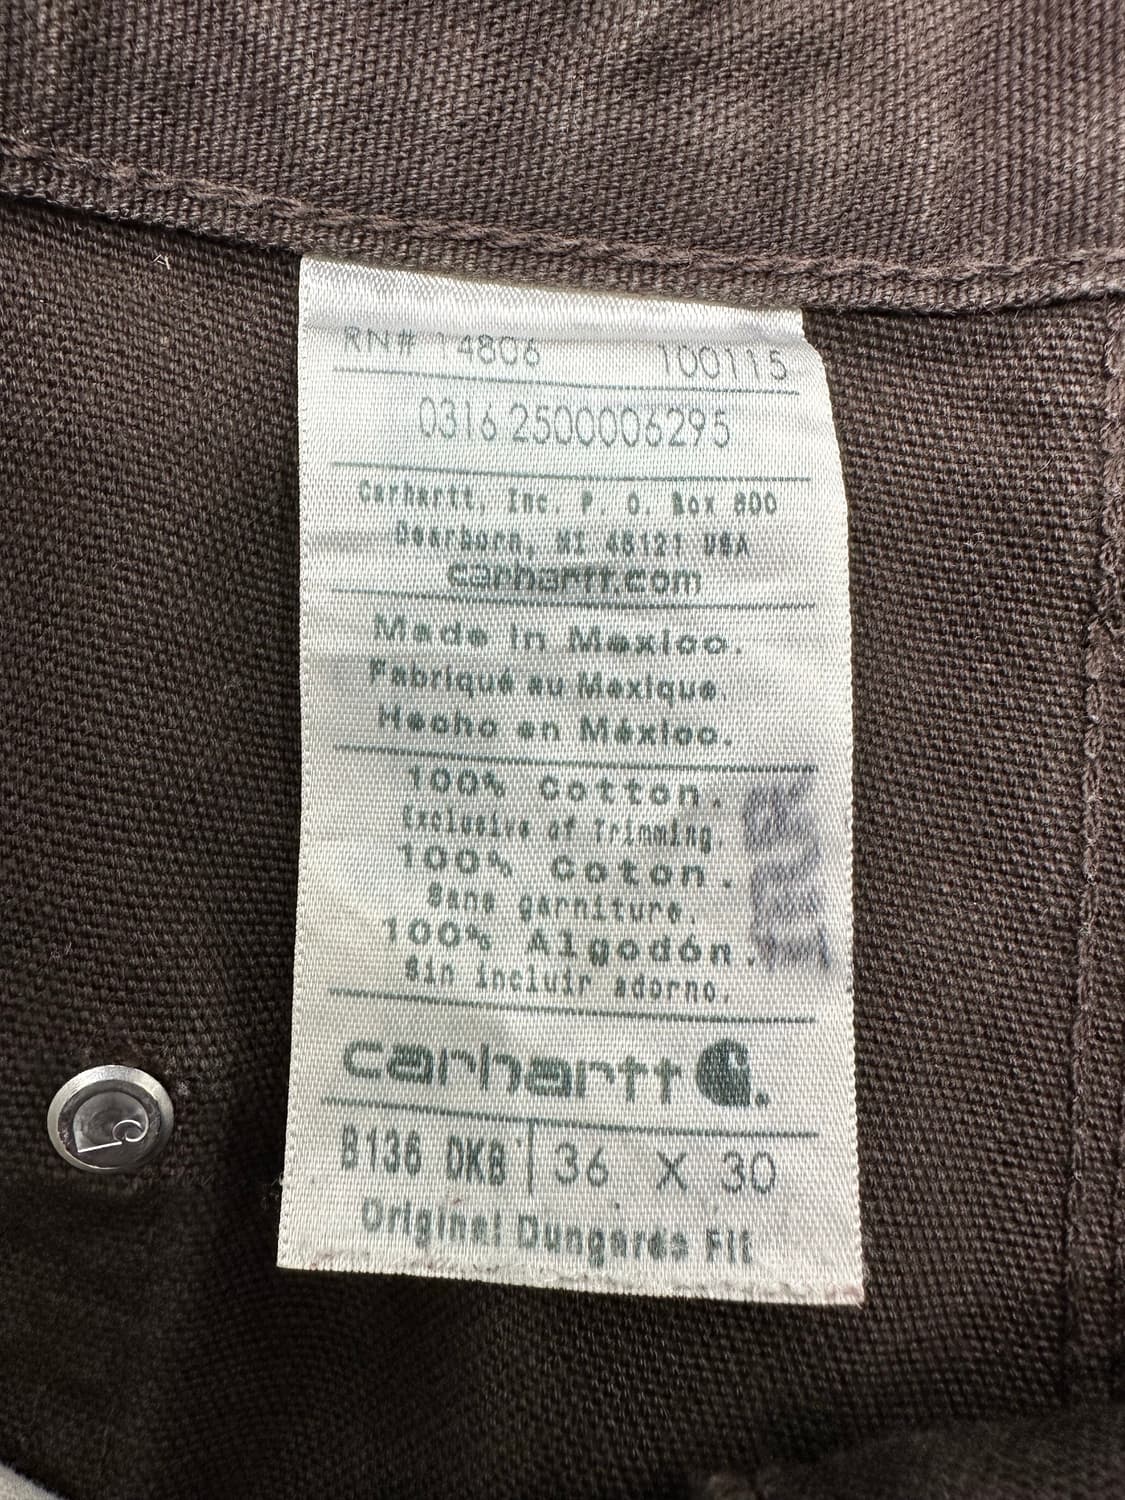 RN# 14806 100115
0316 2500006295
Carhartt, Inc. P. O. Box 600
Dearborn, MI 48121 USA
carhartt.com
Made in Mexico.
Fabriqué au Mexique
Hecho en México.
100% Cotton.
Exclusive of Trimming.
100% Coton.
Sans garniture.
100% Algodón.
Sin incluir adorno.
carhartt
B136 DKB 36 X 30
Original Dungaree Fit